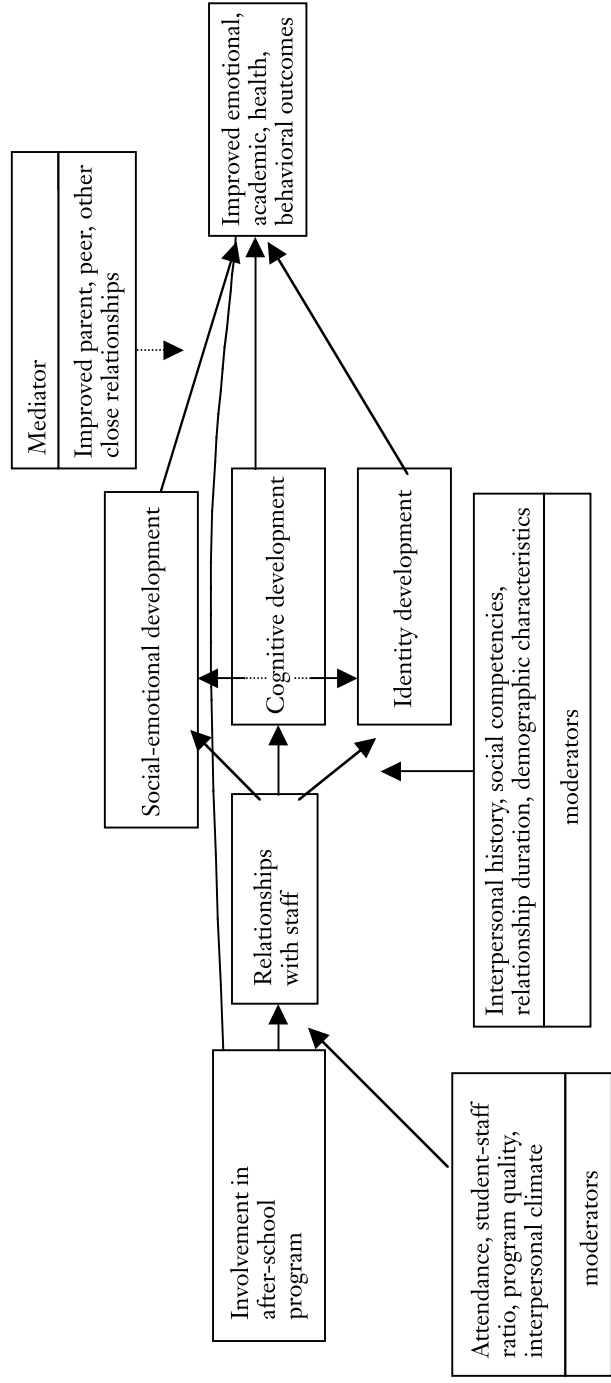 Mediator
Improved parent, peer, other
close relationships
Social-emotional development
Improved emotional,
academic, health,
behavioral outcomes
Involvement in
after-school
program
Relationships
with staff
Cognitive development
Identity development
Attendance, student-staff
ratio, program quality,
interpersonal climate
moderators
Interpersonal history, social competencies,
relationship duration, demographic characteristics
moderators